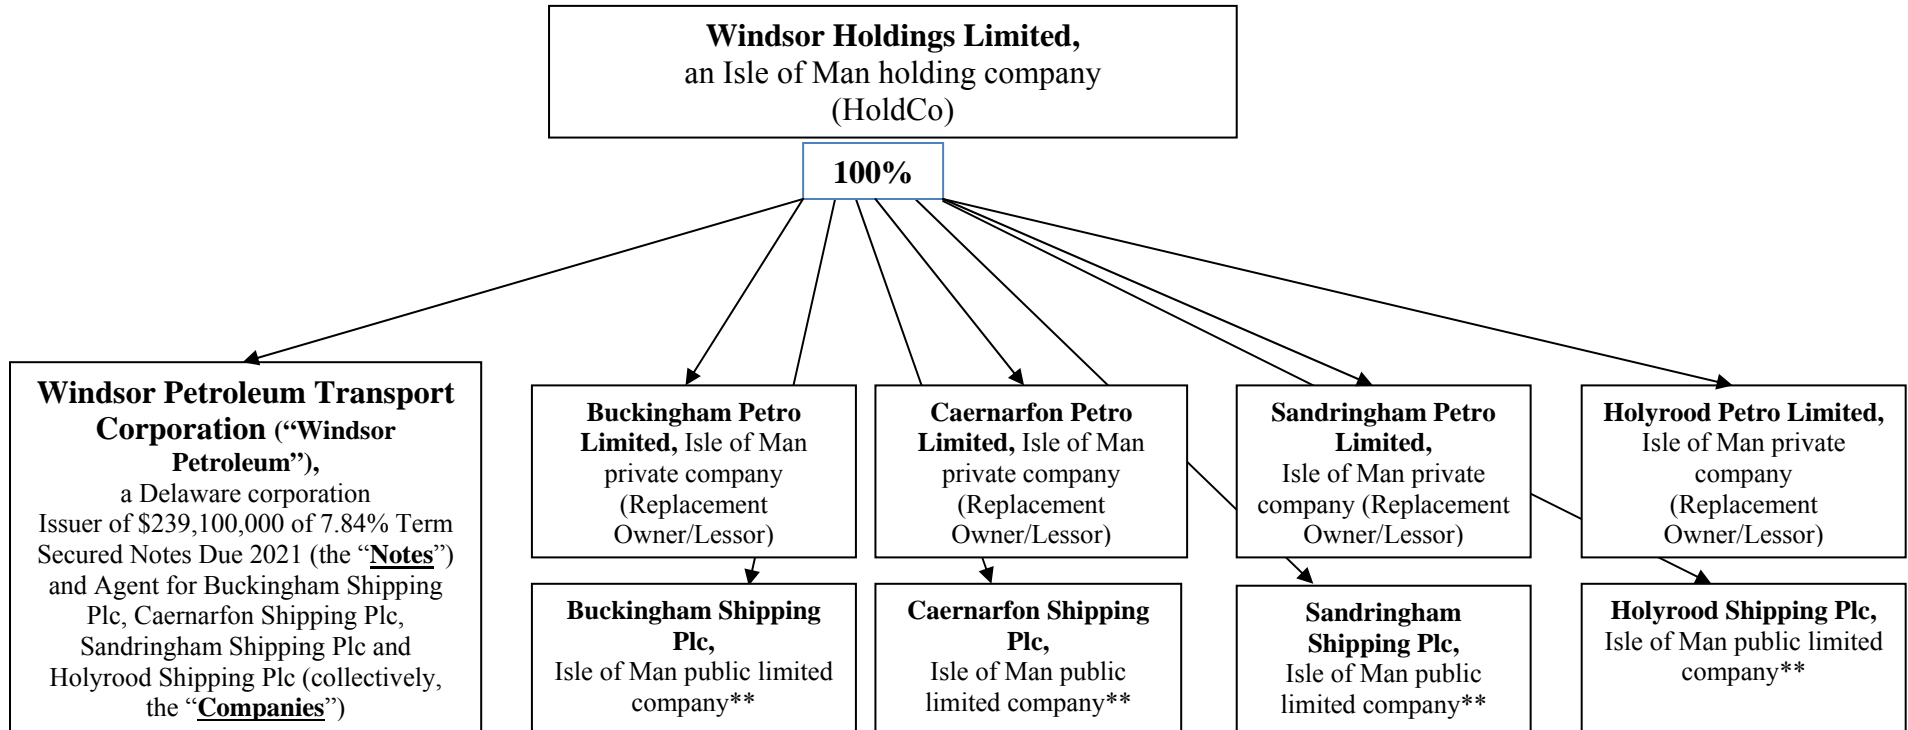 Windsor Holdings Limited,
an Isle of Man holding company
(HoldCo)
100%
Windsor Petroleum Transport
Corporation (“Windsor
Petroleum”),
a Delaware corporation
Issuer of $239,100,000 of 7.84% Term
Secured Notes Due 2021 (the “Notes”)
and Agent for Buckingham Shipping
Plc, Caernarfon Shipping Plc,
Sandringham Shipping Plc and
Holyrood Shipping Plc (collectively,
the “Companies”)
Buckingham Petro
Limited, Isle of Man
private company
(Replacement
Owner/Lessor)
Caernarfon Petro
Limited, Isle of Man
private company
(Replacement
Owner/Lessor)
Sandringham Petro
Limited,
Isle of Man private
company (Replacement
Owner/Lessor)
Holyrood Petro Limited,
Isle of Man private
company
(Replacement
Owner/Lessor)
Buckingham Shipping
Plc,
Isle of Man public limited
company**
Caernarfon Shipping
Plc,
Isle of Man public
limited company**
Sandringham
Shipping Plc,
Isle of Man public
limited company**
Holyrood Shipping Plc,
Isle of Man public limited
company**